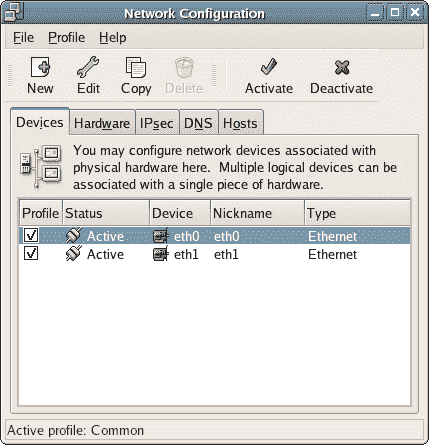 Network Configuration
File Profile Help
New Edit Copy Delete Activate Deactivate
Devices Hardware IPsec DNS Hosts
You may configure network devices associated with
physical hardware here. Multiple logical devices can be
associated with a single piece of hardware.
Profile Status Device Nickname Type
Active eth0 eth0 Ethernet
Active eth1 eth1 Ethernet
Active profile: Common